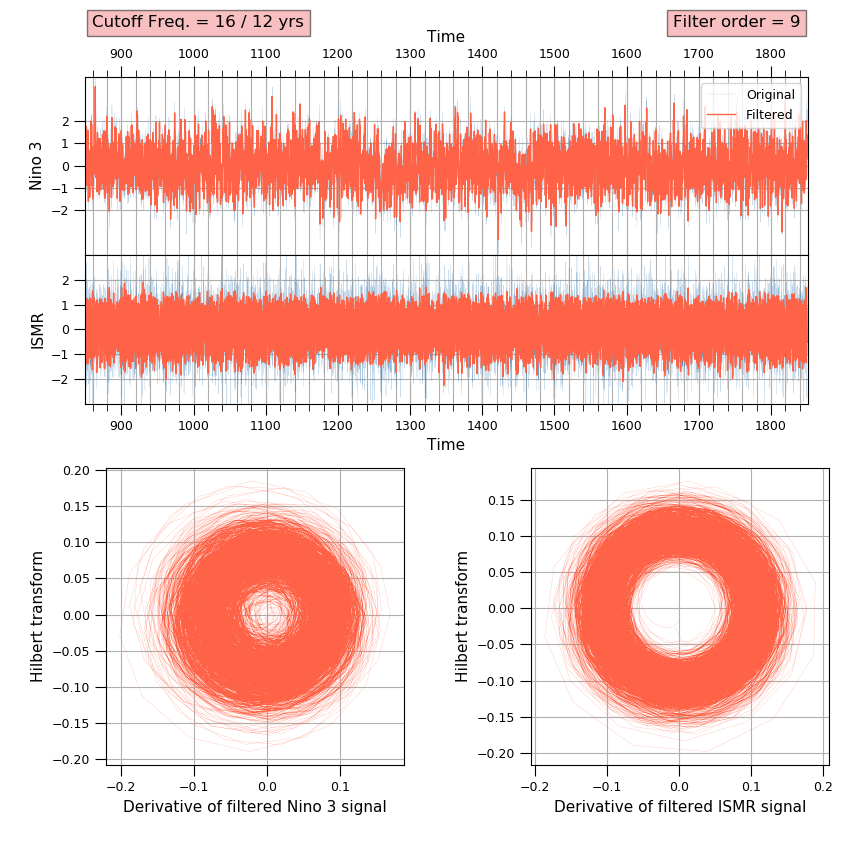 Cutoff Freq. = 16 / 12 yrs
Filter order = 9
Time
900 1000 1100 1200 1300 1400 1500 1600 1700 1800
Original
Filtered
Nino 3
2
1
0
−1
−2
ISMR
2
1
0
−1
−2
900 1000 1100 1200 1300 1400 1500 1600 1700 1800
Time
Hilbert transform
0.20
0.15
0.10
0.05
0.00
−0.05
−0.10
−0.15
−0.20
−0.2 −0.1 0.0 0.1
Derivative of filtered Nino 3 signal
Hilbert transform
0.15
0.10
0.05
0.00
−0.05
−0.10
−0.15
−0.20
−0.2 −0.1 0.0 0.1 0.2
Derivative of filtered ISMR signal